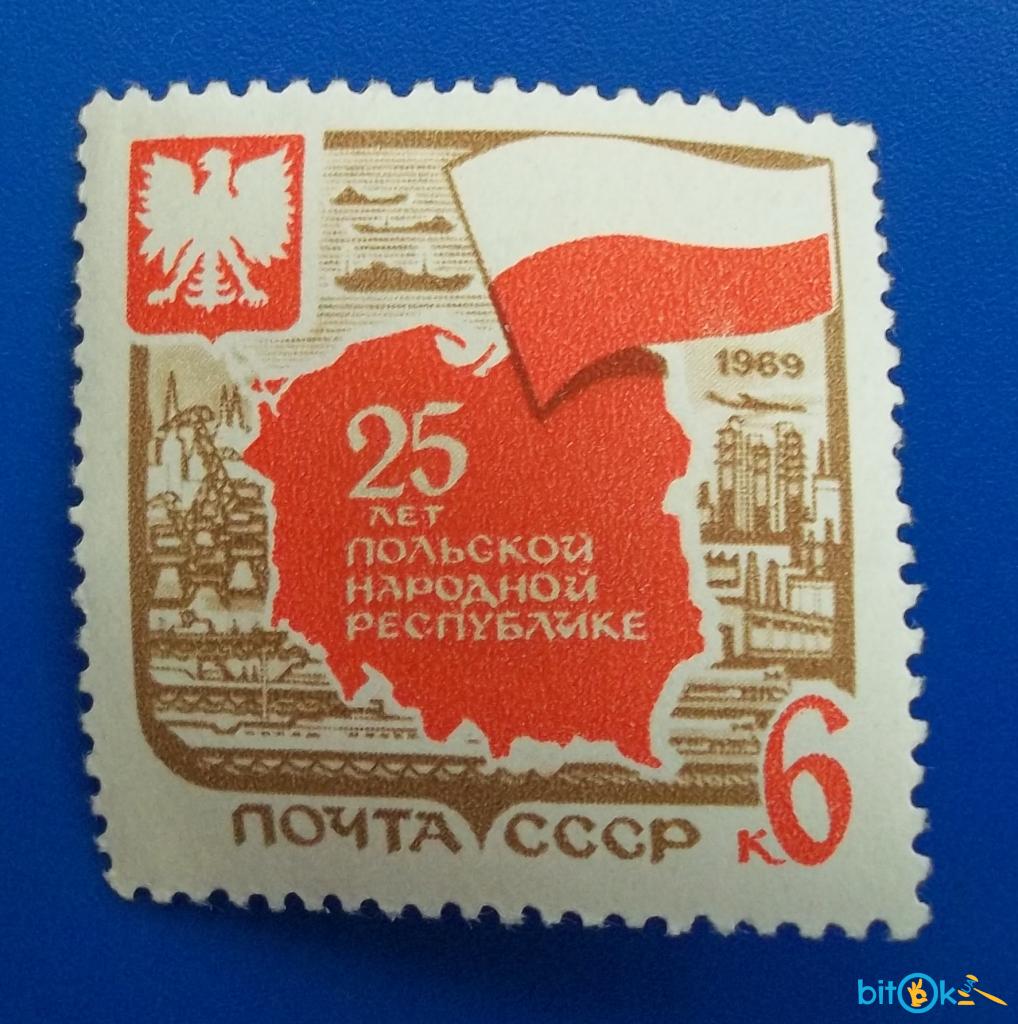 1969
25
ЛЕТ
ПОЛЬСКОЙ
НАРОДНОЙ
РЕСПУБЛИКЕ
к6
ПОЧТА СССР
bitok